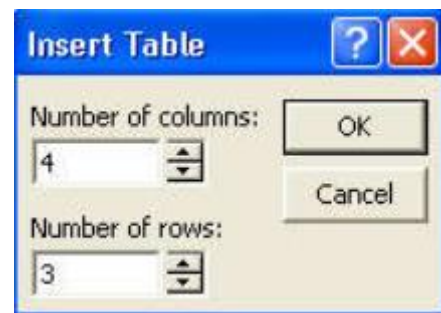 Insert Table
Number of columns:
4
OK
Cancel
Number of rows:
3